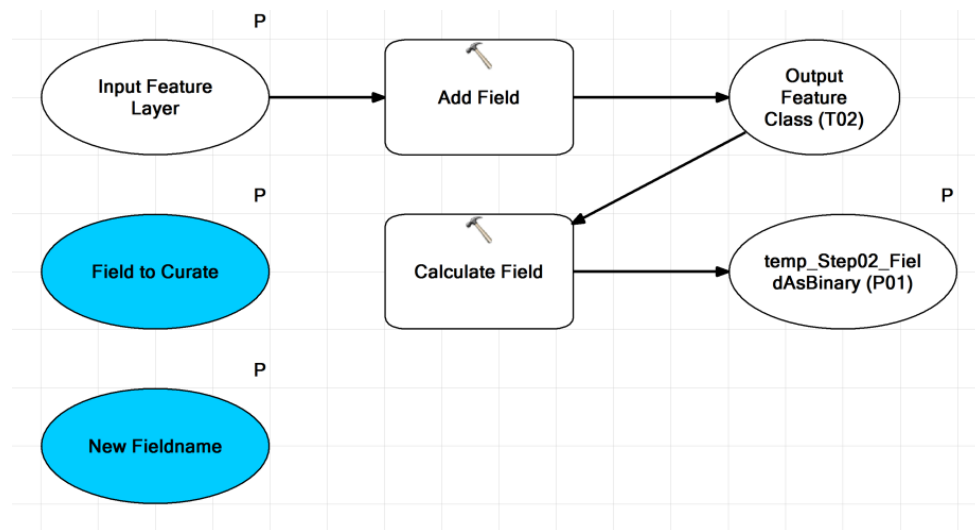 P
Input Feature
Layer
Add Field
Output
Feature
Class (T02)
P
P
Field to Curate
Calculate Field
temp_Step02_Fiel
dAsBinary (P01)
P
New Fieldname